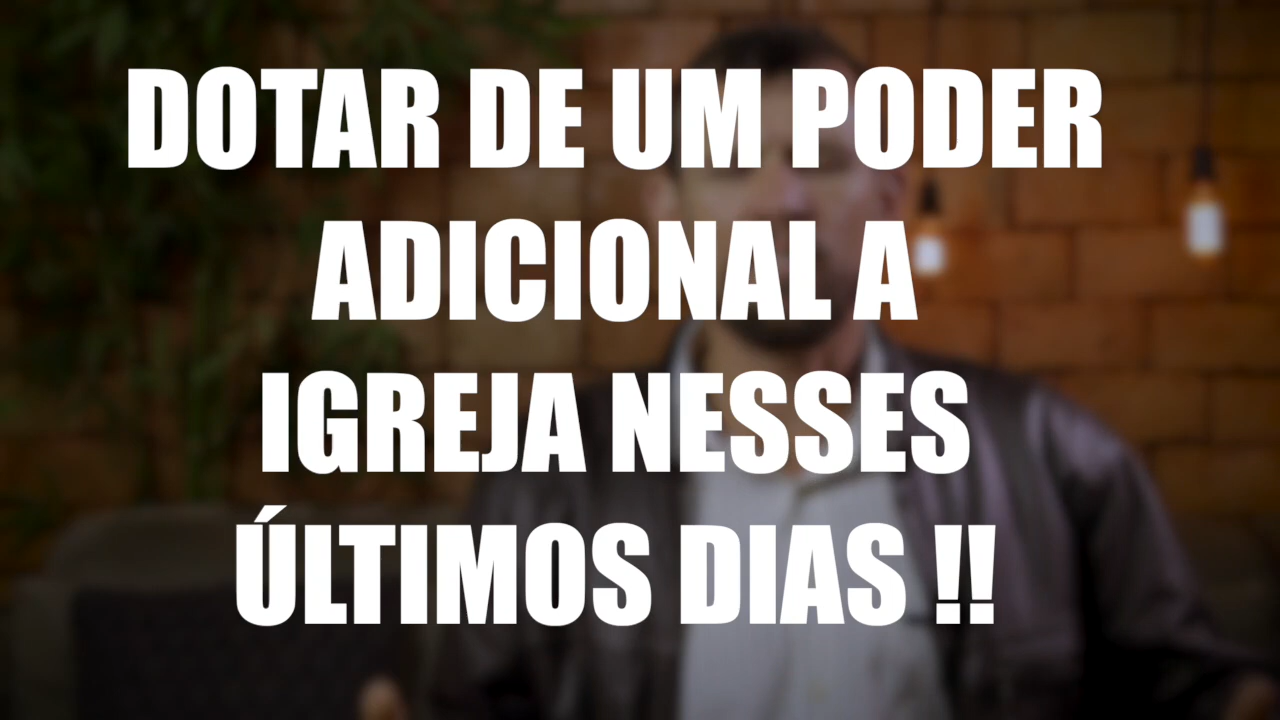 DOTAR DE UM PODER
ADICIONAL A
IGREJA NESSES
ÚLTIMOS DIAS !!